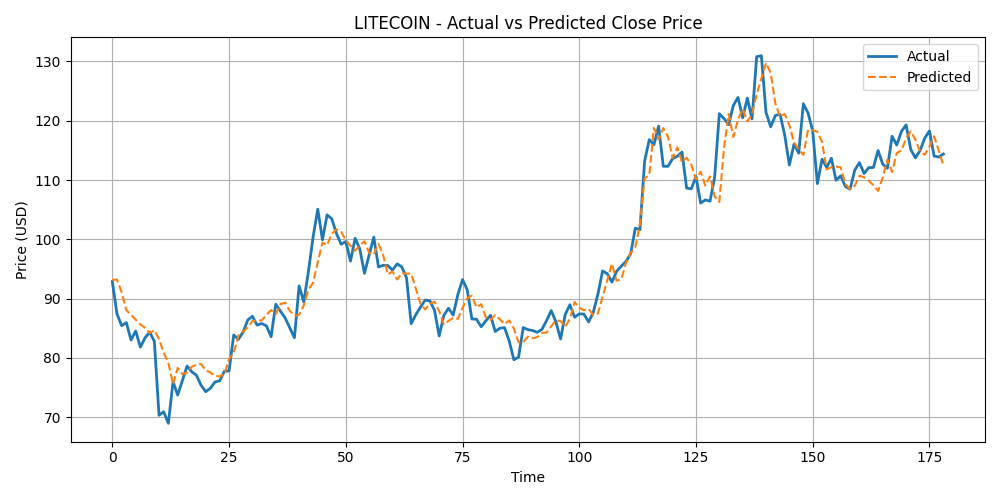 LITECOIN - Actual vs Predicted Close Price
Actual
Predicted
Price (USD)
130
120
110
100
90
80
70
0 25 50 75 100 125 150 175
Time